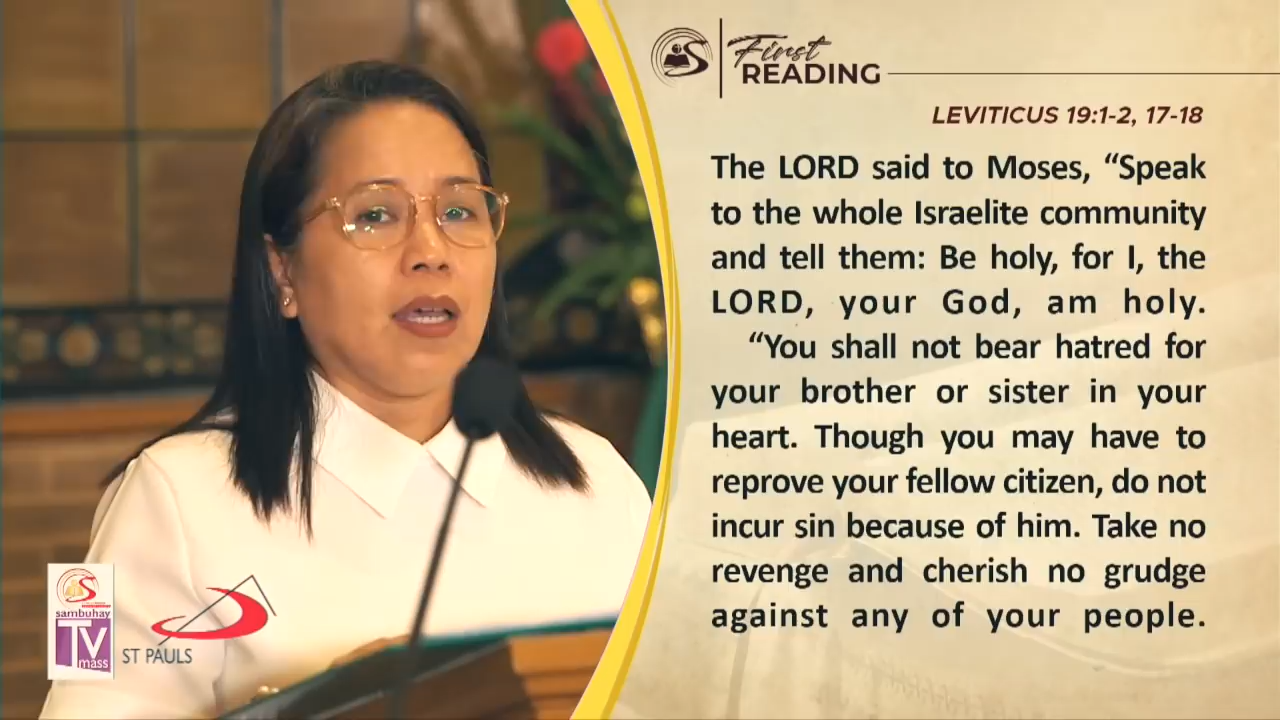 First
READING
LEVITICUS 19:1-2, 17-18
The LORD said to Moses, “Speak
to the whole Israelite community
and tell them: Be holy, for I, the
LORD, your God, am holy.
“You shall not bear hatred for
your brother or sister in your
heart. Though you may have to
reprove your fellow citizen, do not
incur sin because of him. Take no
revenge and cherish no grudge
against any of your people.
sambuhay
TV
mass
ST PAULS